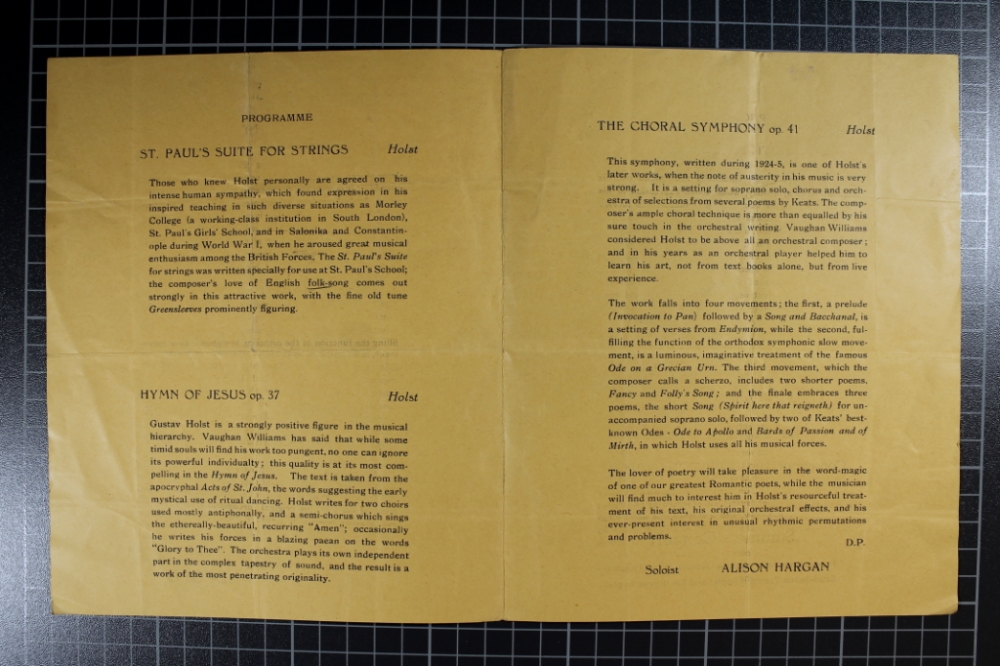 PROGRAMME
ST. PAUL'S SUITE FOR STRINGS Holst
Those who knew Holst personally are agreed on his
intense human sympathy, which found expression in his
inspired teaching in such diverse situations as Morley
College (a working-class institution in South London),
St. Paul's Girls' School, and in Salonika and Constantin-
ople during World War I, when he aroused great musical
enthusiasm among the British Forces. The St. Paul's Suite
for strings was written specially for use at St. Paul's School;
the composer's love of English folk-song comes out
strongly in this attractive work, with the fine old tune
Greensleeves prominently figuring.
HYMN OF JESUS op. 37 Holst
Gustav Holst is a strongly positive figure in the musical
hierarchy. Vaughan Williams has said that while some
timid souls will find his work too pungent, no one can ignore
its powerful individualty; this quality is at its most com-
pelling in the Hymn of Jesus. The text is taken from the
apocryphal Acts of St. John, the words suggesting the early
mystical use of ritual dancing. Holst writes for two choirs
used mostly antiphonally, and a semi-chorus which sings
the ethereally-beautiful, recurring "Amen"; occasionally
he writes his forces in a blazing paean on the words
"Glory to Thee". The orchestra plays its own independent
part in the complex tapestry of sound, and the result is a
work of the most penetrating originality.
THE CHORAL SYMPHONY op. 41 Holst
This symphony, written during 1924-5, is one of Holst's
later works, when the note of austerity in his music is very
strong. It is a setting for soprano solo, chorus and orch-
estra of selections from several poems by Keats. The comp-
oser's ample choral technique is more than equalled by his
sure touch in the orchestral writing. Vaughan Williams
considered Holst to be above all an orchestral composer;
and in his years as an orchestral player helped him to
learn his art, not from text books alone, but from live
experience.
The work falls into four movements; the first, a prelude
(Invocation to Pan) followed by a Song and Bacchanal, is
a setting of verses from Endymion, while the second, ful-
filling the function of the orthodox symphonic slow move-
ment, is a luminous, imaginative treatment of the famous
Ode on a Grecian Urn. The third movement, which the
composer calls a scherzo, includes two shorter poems,
Fancy and Folly's Song; and the finale embraces three
poems, the short Song (Spirit here that reigneth) for un-
accompanied soprano solo, followed by two of Keats' best-
known Odes - Ode to Apollo and Bards of Passion and of
Mirth, in which Holst uses all his musical forces.
The lover of poetry will take pleasure in the word-magic
of one of our greatest Romantic poets, while the musician
will find much to interest him in Holst's resourceful treat-
ment of his text, his original orchestral effects, and his
ever-present interest in unusual rhythmic permutations
and problems.
D.P.
Soloist ALISON HARGAN